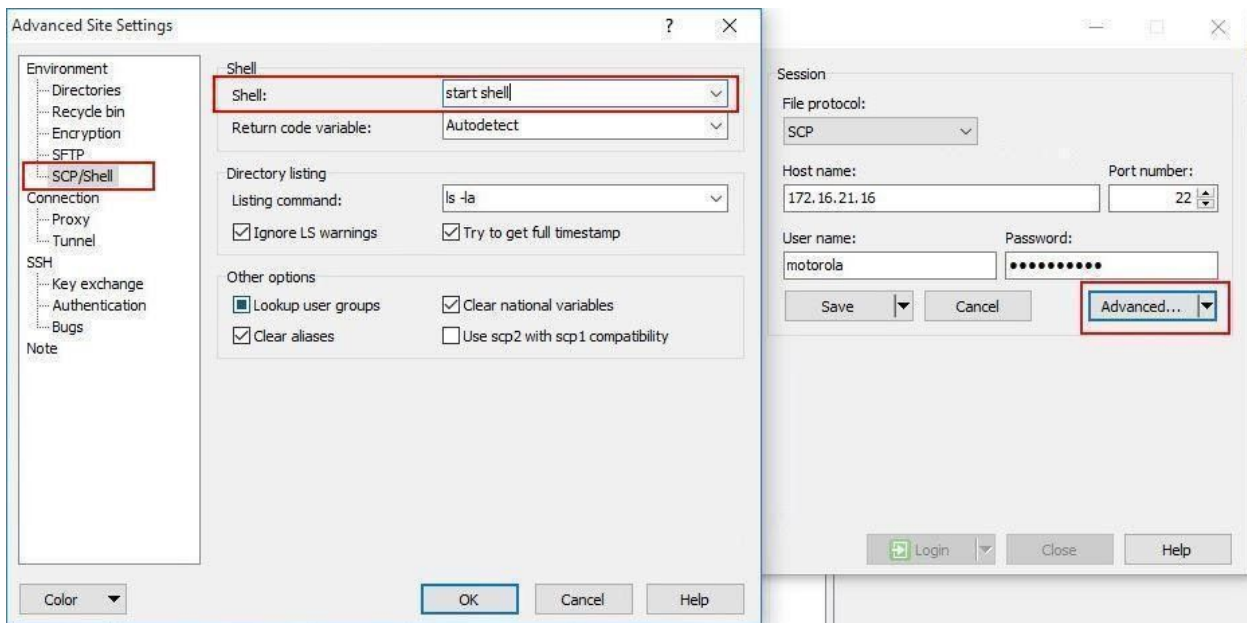 Advanced Site Settings
?
Environment
Directories
Recycle bin
Encryption
SFTP
SCP/Shell
Connection
Proxy
Tunnel
SSH
Key exchange
Authentication
Bugs
Note
Shell
Shell: start shell
Return code variable: Autodetect
Directory listing
Listing command: ls -la
Ignore LS warnings Try to get full timestamp
Other options
Lookup user groups Clear national variables
Clear aliases Use scp2 with scp1 compatibility
Color OK Cancel Help
Session
File protocol:
SCP
Host name: Port number:
172.16.21.16 22
User name: Password:
motorola ●●●●●●●●●●
Save Cancel Advanced...
Login Close Help